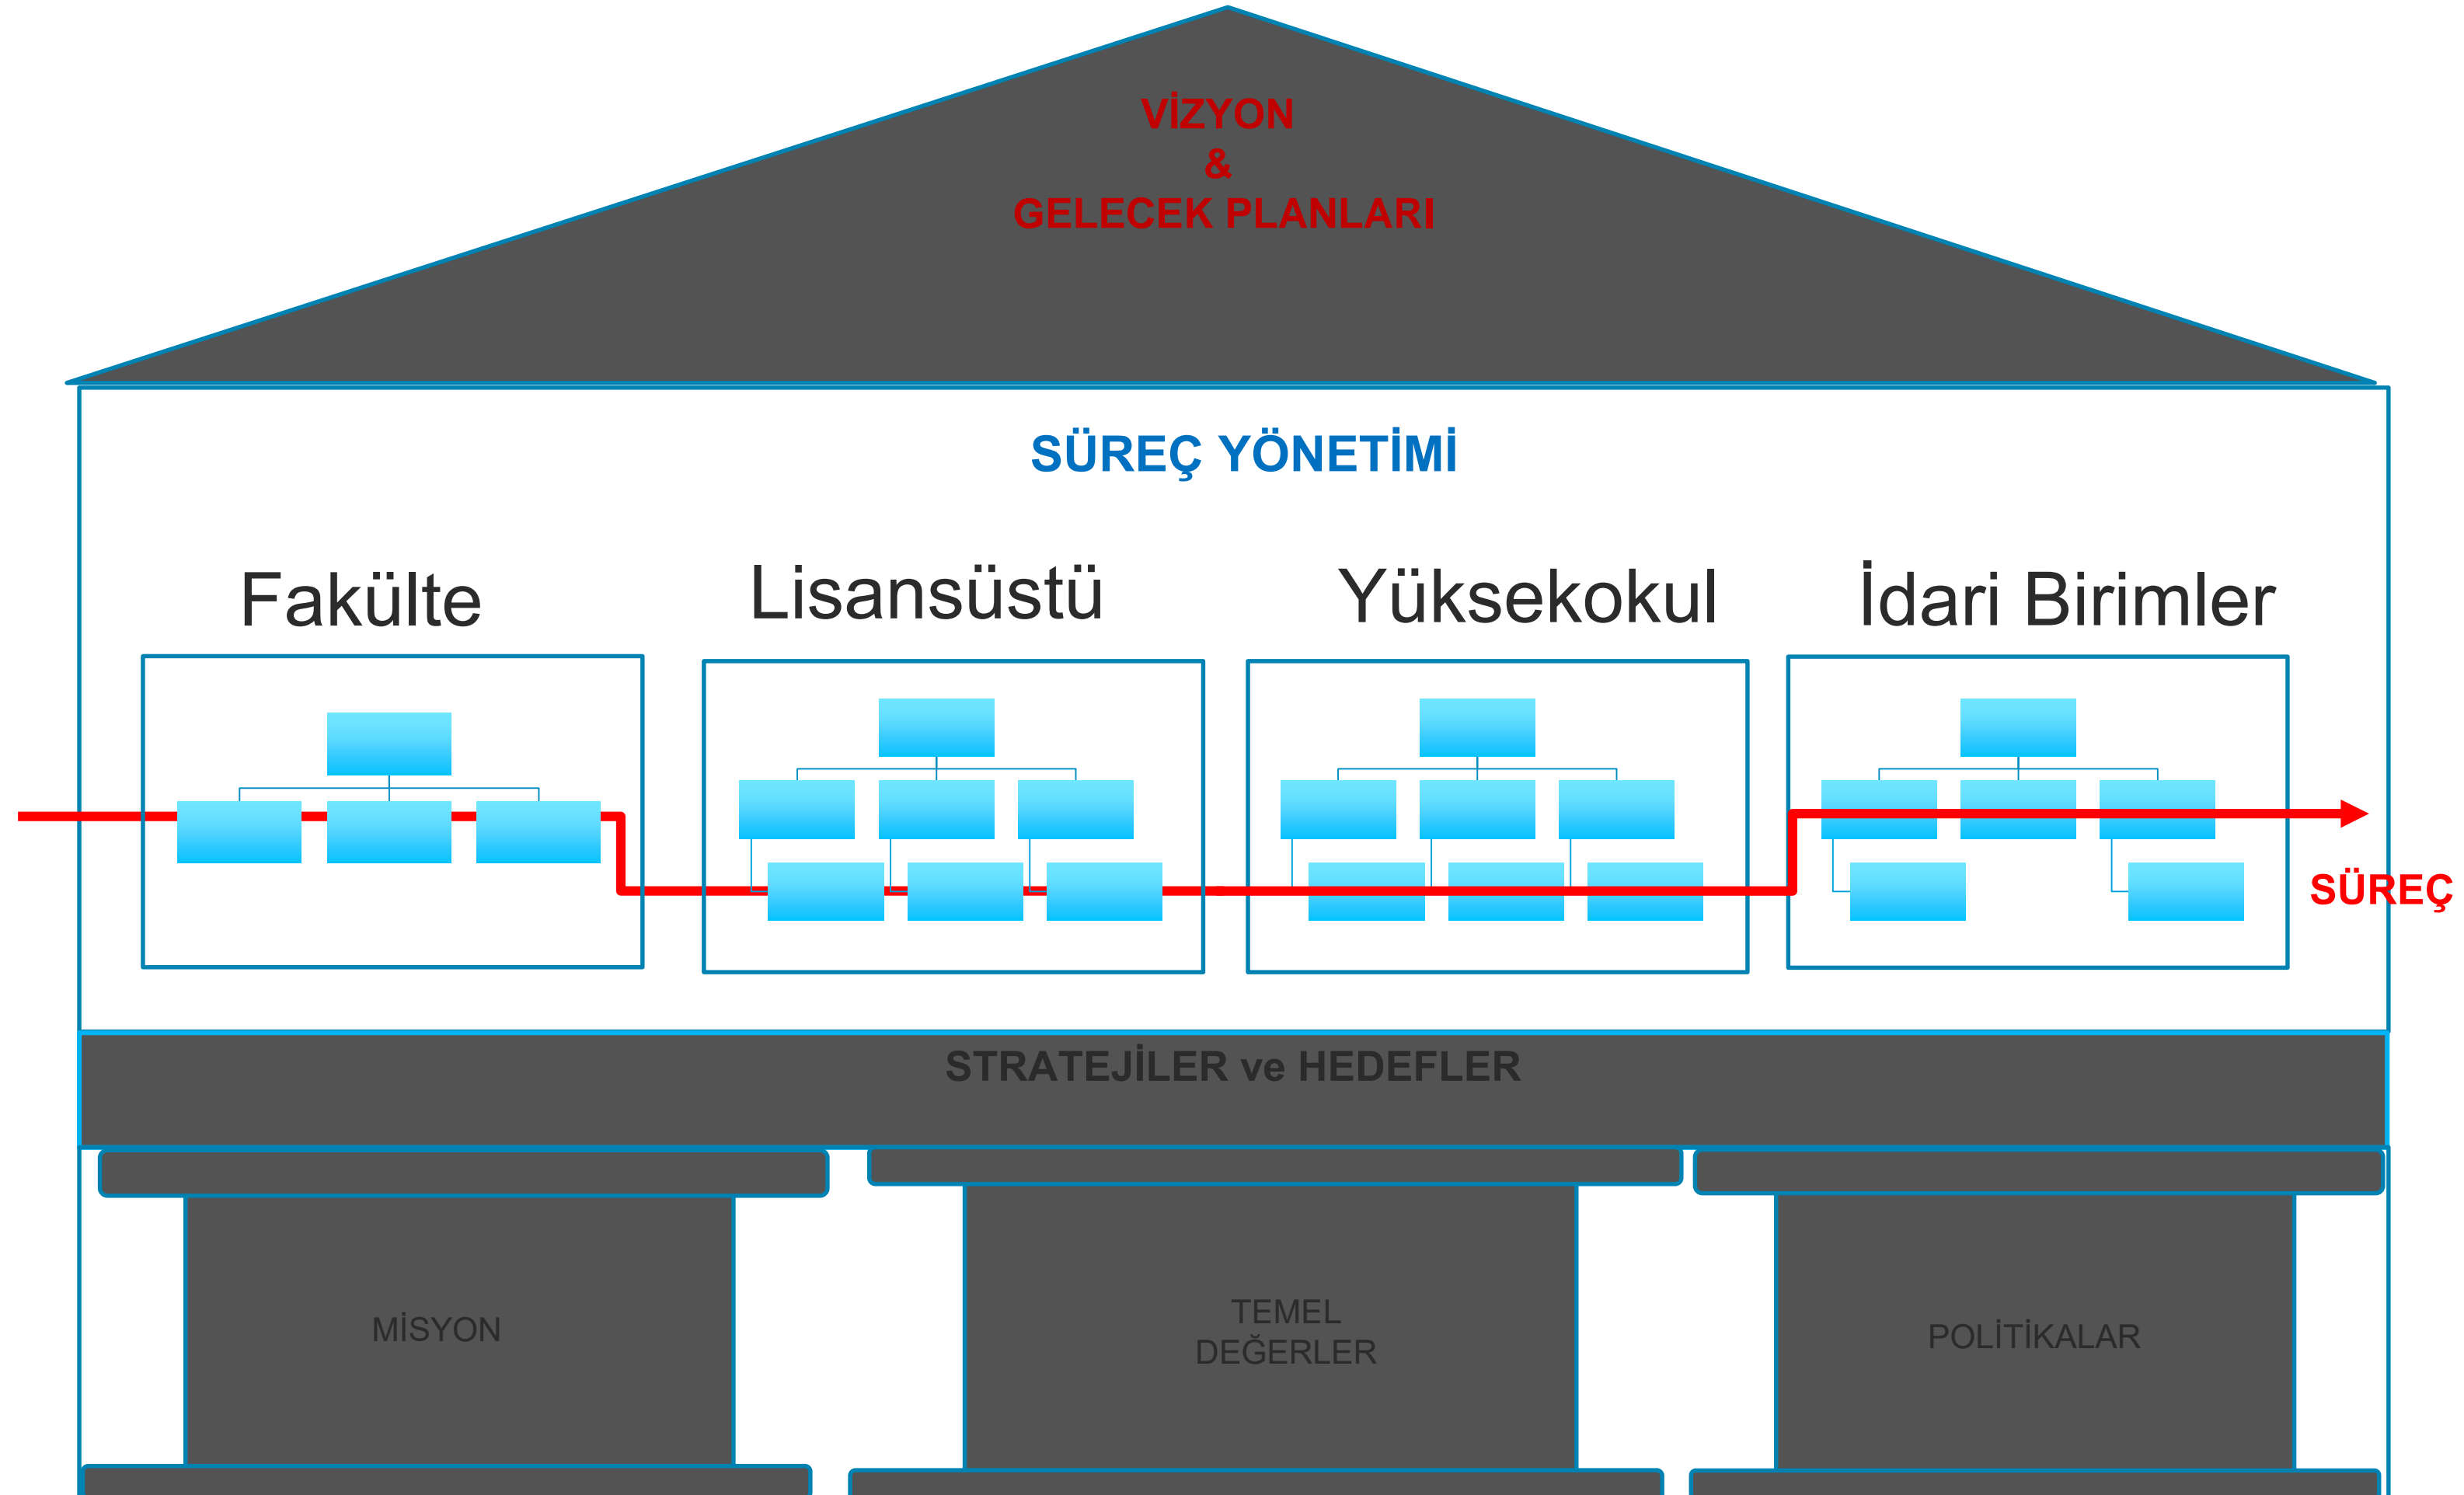 VİZYON
&
GELECEK PLANLARI
SÜREÇ YÖNETİMİ
Fakülte
Lisansüstü
Yüksekokul
İdari Birimler
SÜREÇ
STRATEJİLER ve HEDEFLER
MİSYON
TEMEL
DEĞERLER
POLİTİKALAR